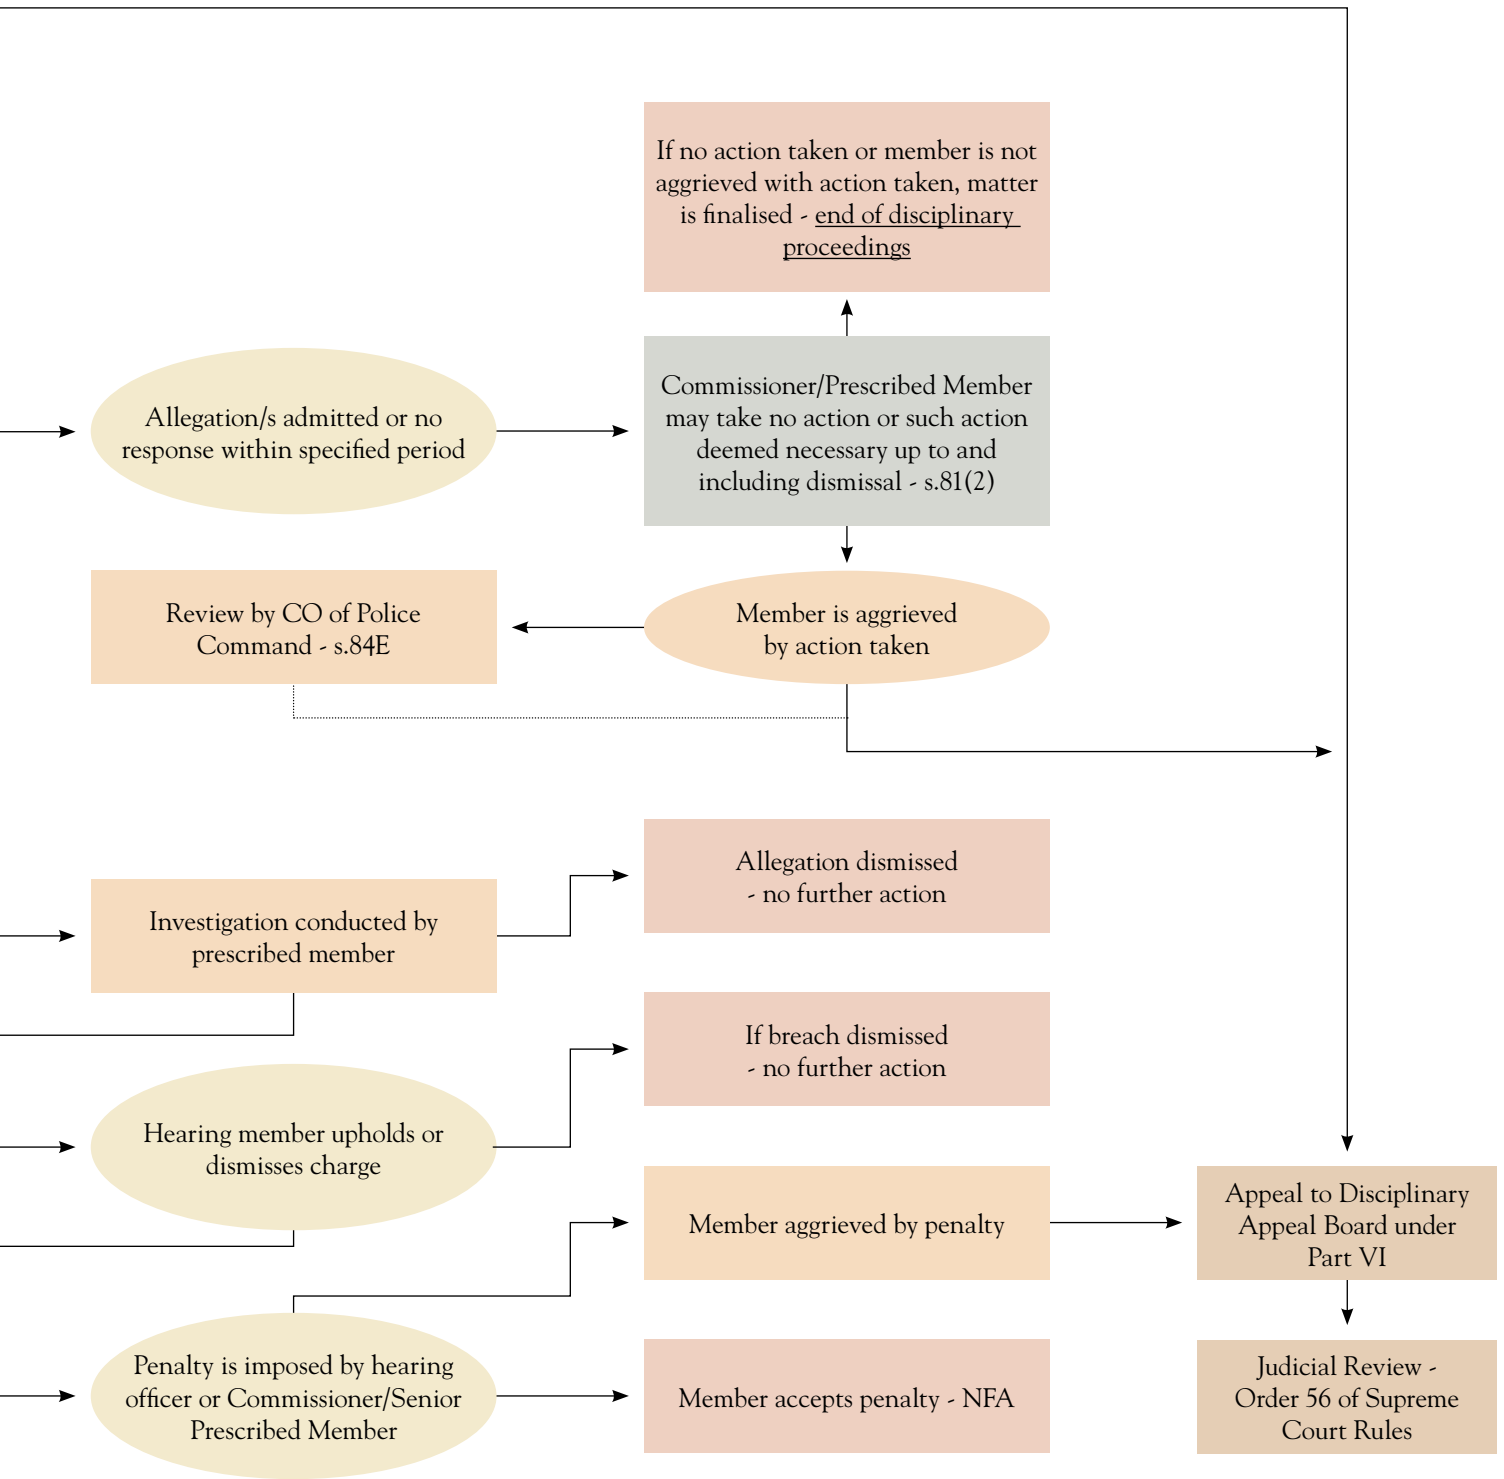 If no action taken or member is not
aggrieved with action taken, matter
is finalised - end of disciplinary
proceedings
Allegation/s admitted or no
response within specified period
Commissioner/Prescribed Member
may take no action or such action
deemed necessary up to and
including dismissal - s.81(2)
Review by CO of Police
Command - s.84E
Member is aggrieved
by action taken
Allegation dismissed
- no further action
Investigation conducted by
prescribed member
If breach dismissed
- no further action
Hearing member upholds or
dismisses charge
Member aggrieved by penalty
Appeal to Disciplinary
Appeal Board under
Part VI
Penalty is imposed by hearing
officer or Commissioner/Senior
Prescribed Member
Member accepts penalty - NFA
Judicial Review -
Order 56 of Supreme
Court Rules